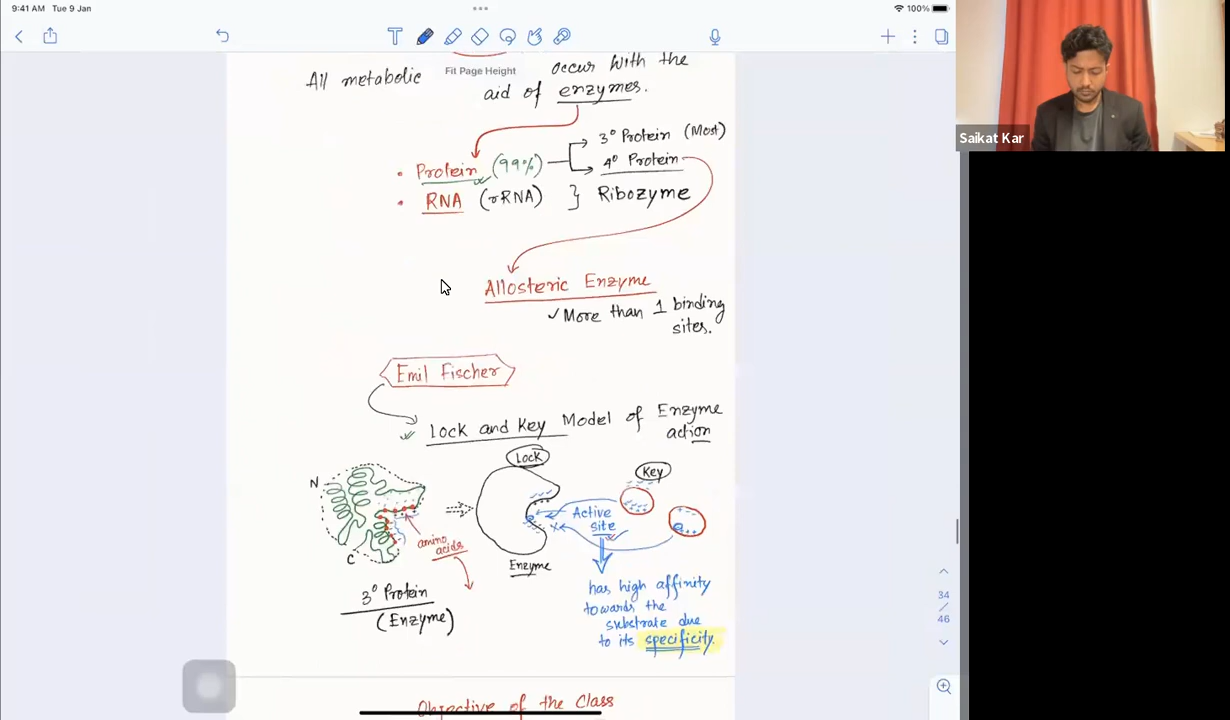 9:41 AM Tue 9 Jan
100%
All metabolic occur with the
Fit Page Height
aid of enzymes.
3° Protein (Most)
• Protein (99%)
4° Protein
• RNA (rRNA) } Ribozyme
Allosteric Enzyme
✓More than 1 binding
sites.
Emil Fischer
Lock and Key Model of Enzyme
action
Lock
Key
N
C
amino
acids
Active
site
Enzyme
3° Protein
(Enzyme)
has high affinity
towards the
substrate due
to its specificity.
Objective of the Class
34
/
46
Saikat Kar